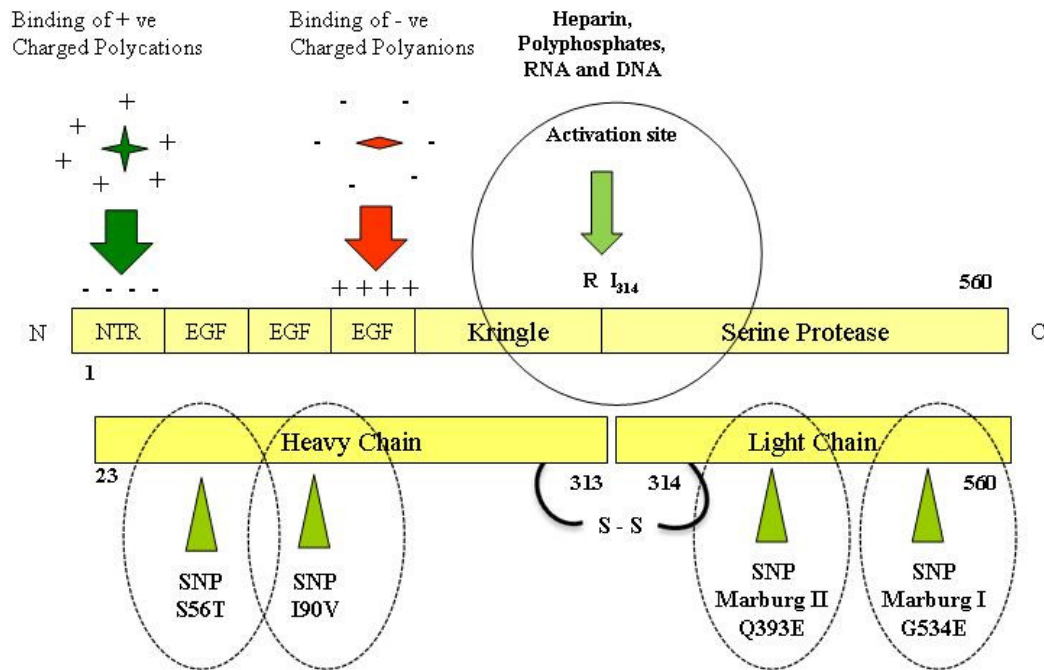 Binding of + ve
Charged Polycations
Binding of - ve
Charged Polyanions
Heparin,
Polyphosphates,
RNA and DNA
Activation site
+ + + + + +
- - - - - -
R I314
560
- - - -
+ + + +
N
NTR
EGF
EGF
EGF
Kringle
Serine Protease
C
1
Heavy Chain
Light Chain
23
313
314
560
S - S
SNP
S56T
SNP
I90V
SNP
Marburg II
Q393E
SNP
Marburg I
G534E